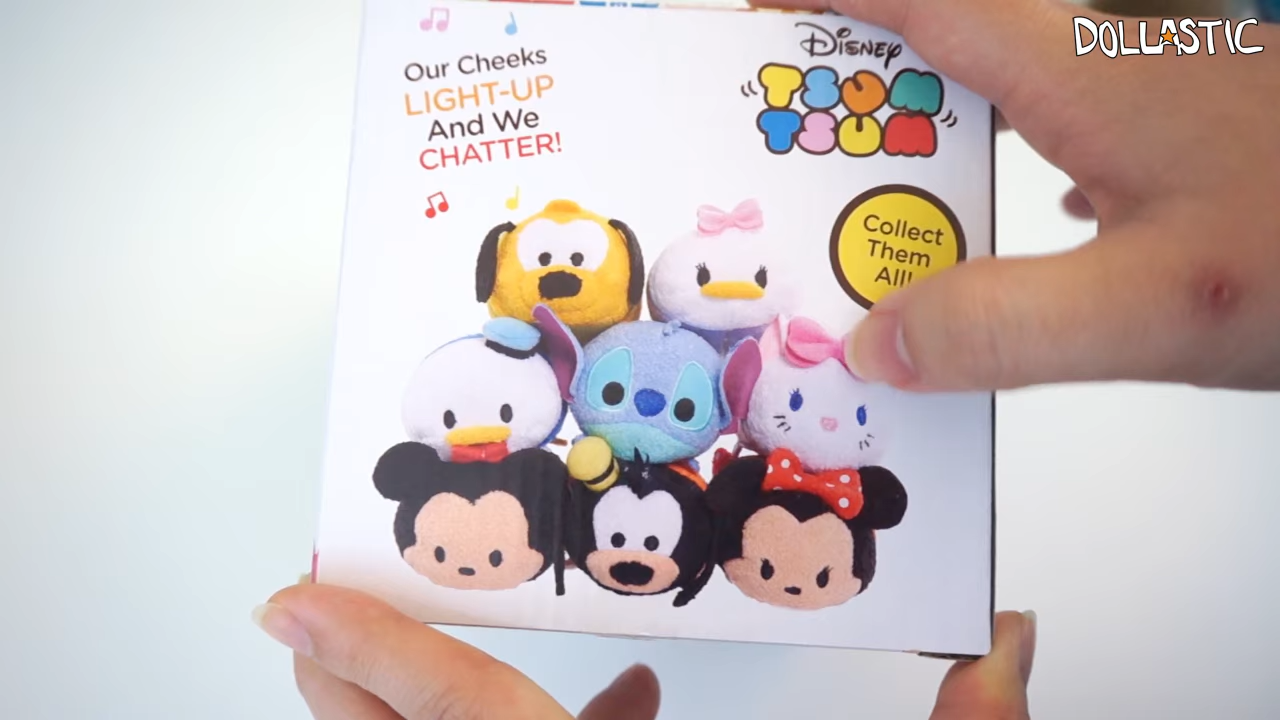 DOLLASTIC
Our Cheeks
LIGHT-UP
And We
CHATTER!
Disney
TSUM
TSUM
Collect
Them
All!